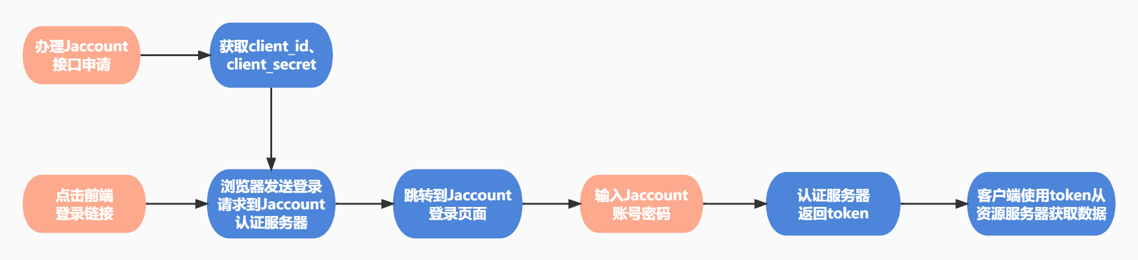 办理Jaccount
接口申请
获取client_id、
client_secret
点击前端
登录链接
浏览器发送登录
请求到Jaccount
认证服务器
跳转到Jaccount
登录页面
输入Jaccount
账号密码
认证服务器
返回token
客户端使用token从
资源服务器获取数据